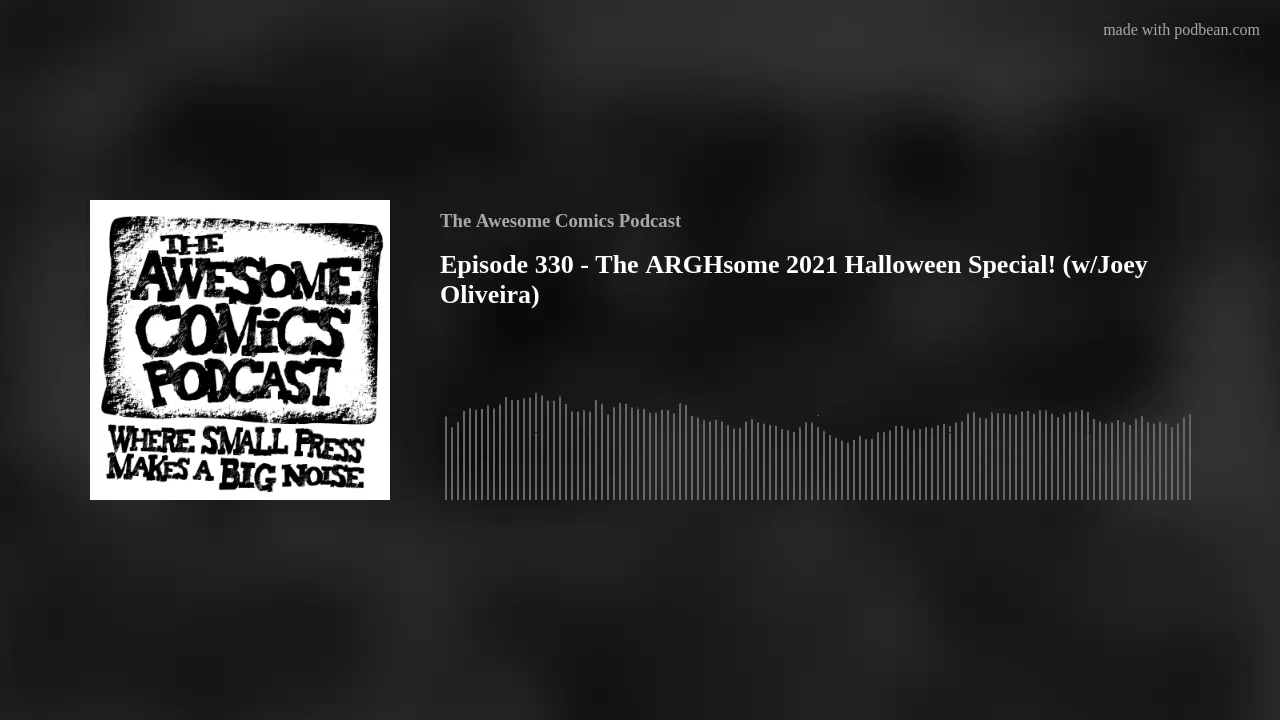 made with podbean.com
THE
AWESOME
COMiCS
PODCAST
WHERE SMALL PRESS
MAKES A BIG NOISE
The Awesome Comics Podcast
Episode 330 - The ARGHsome 2021 Halloween Special! (w/Joey
Oliveira)